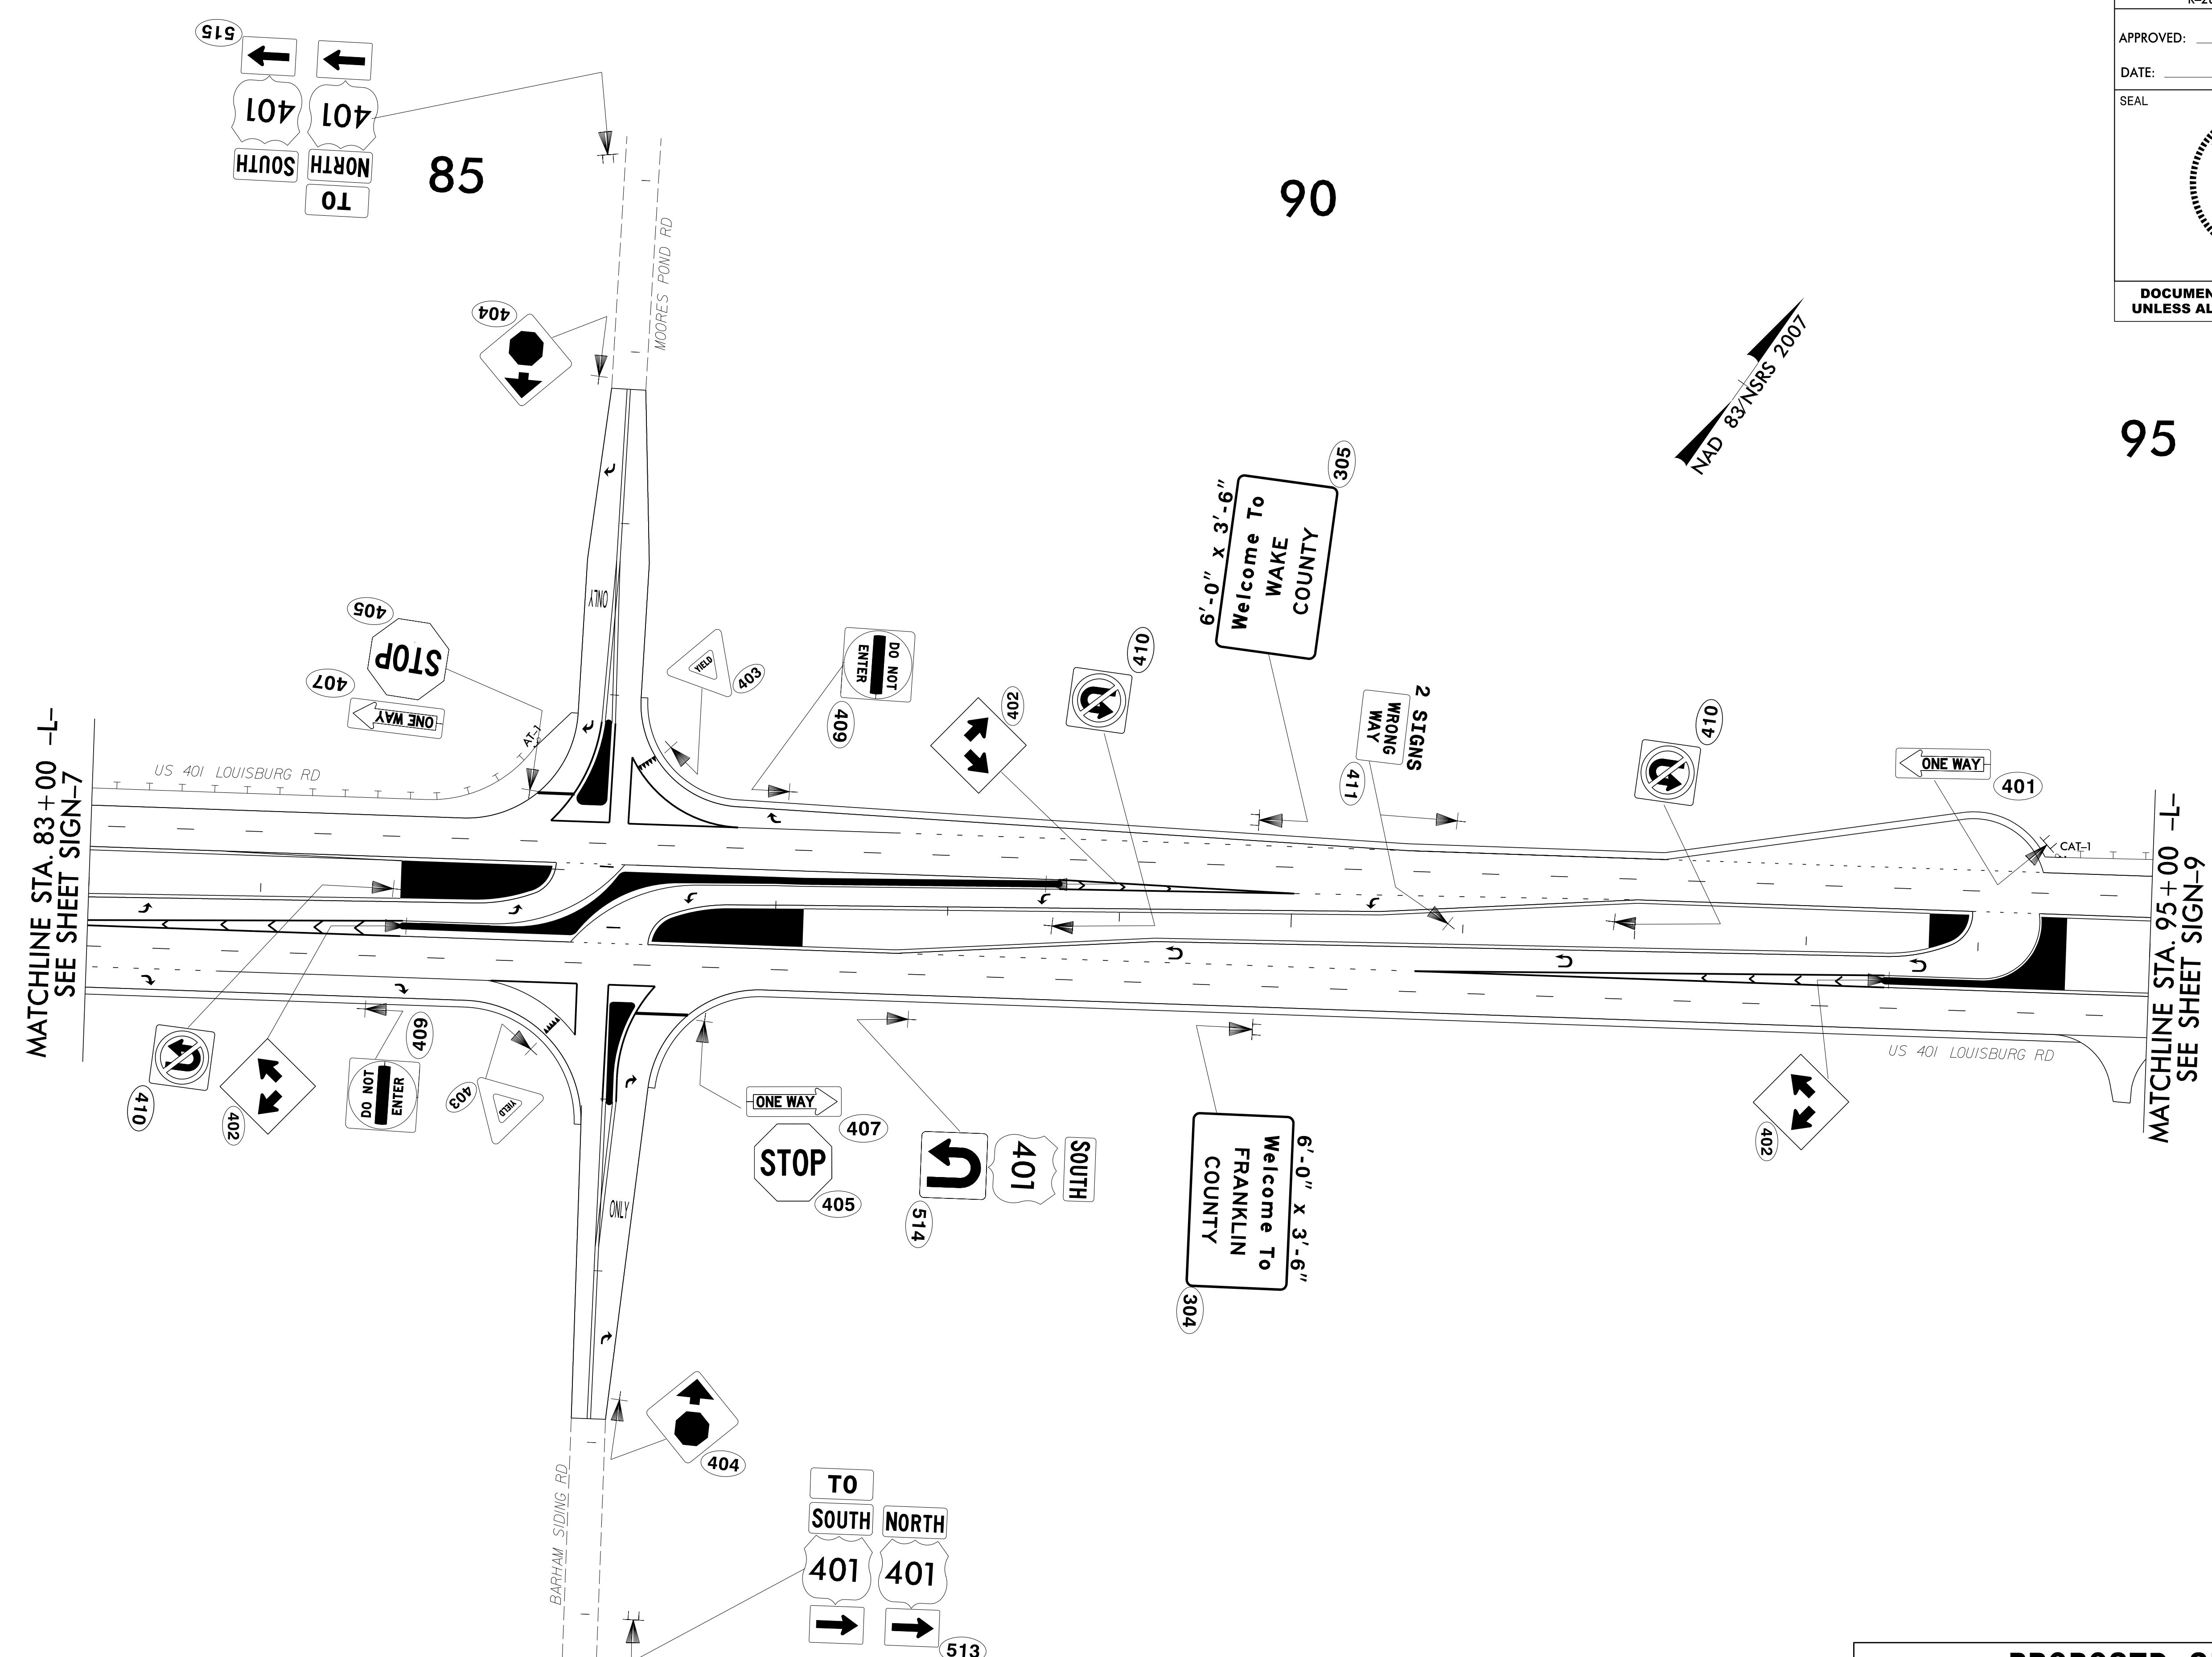 515
SOUTH
401
TO
NORTH
401
85
90
95
APPROVED:
DATE:
SEAL
DOCUMEN
UNLESS AL
MOORES POND RD
404
NAD 83/NSRS 2007
305
6'-0" x 3'-6"
Welcome To
WAKE
COUNTY
ONLY
405
STOP
407
ONE WAY
AT-1
YIELD
403
DO NOT
ENTER
409
402
410
2 SIGNS
WRONG
WAY
411
410
ONE WAY
401
CAT-1
MATCHLINE STA. 83+00 -L-
SEE SHEET SIGN-7
US 401 LOUISBURG RD
MATCHLINE STA. 95+00 -L-
SEE SHEET SIGN-9
US 401 LOUISBURG RD
410
402
DO NOT
ENTER
409
403
YIELD
ONE WAY
407
STOP
405
ONLY
514
401
SOUTH
6'-0" x 3'-6"
Welcome To
FRANKLIN
COUNTY
304
402
404
BARHAM SIDING RD
TO
SOUTH
401
NORTH
401
513